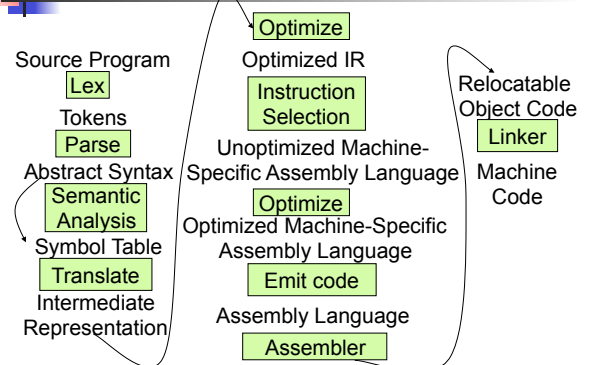 Source Program
Lex
Tokens
Parse
Abstract Syntax
Semantic
Analysis
Symbol Table
Translate
Intermediate
Representation
Optimize
Optimized IR
Instruction
Selection
Unoptimized Machine-
Specific Assembly Language
Optimize
Optimized Machine-Specific
Assembly Language
Emit code
Assembly Language
Assembler
Relocatable
Object Code
Linker
Machine
Code